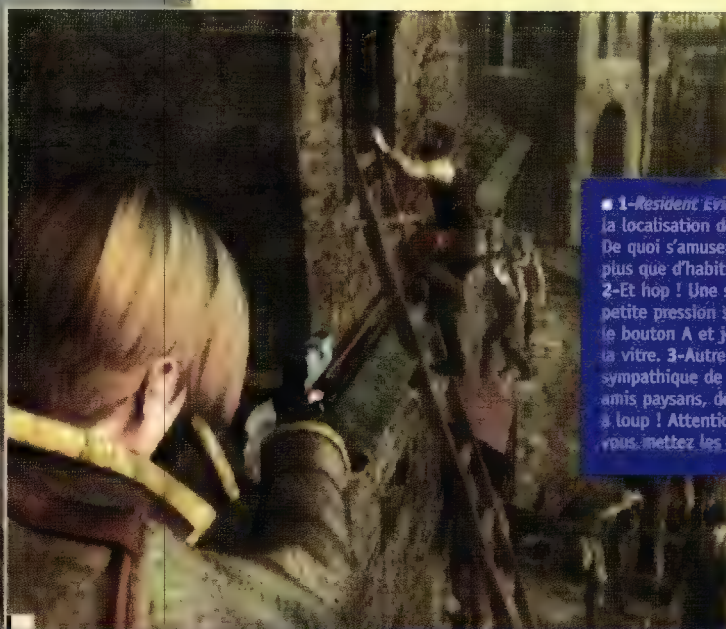 1-Resident Evi
la localisation d
De quoi s'amuse
plus que d'habit
2-Et hop ! Une s
petite pression s
le bouton A et j
la vitre. 3-Autre
sympathique de
amis paysans, de
à loup ! Attentio
vous mettez les